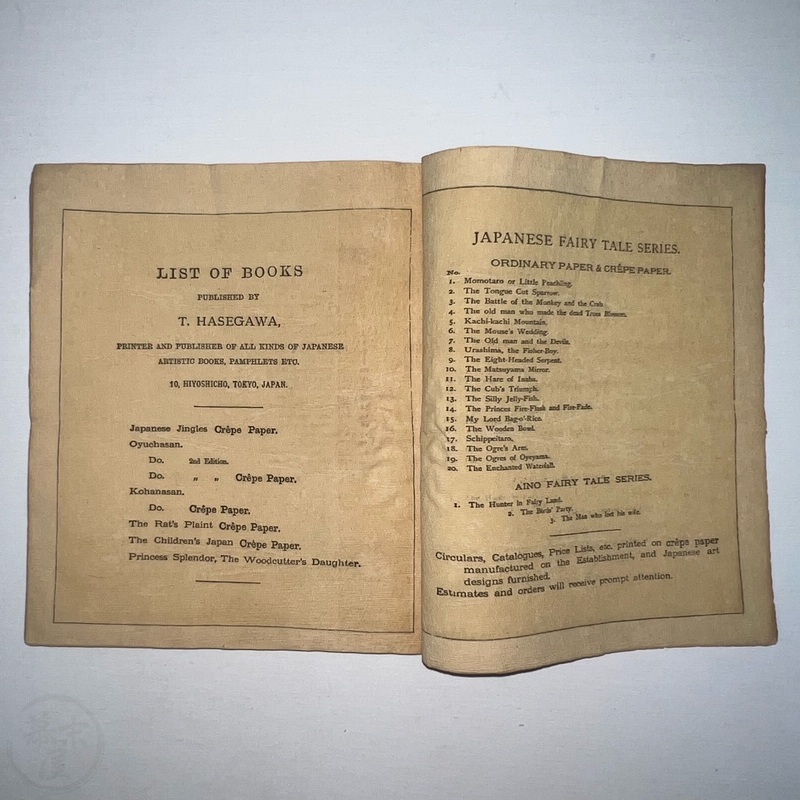 LIST OF BOOKS
PUBLISHED BY
T. HASEGAWA,
PRINTER AND PUBLISHER OF ALL KINDS OF JAPANESE
ARTISTIC BOOKS, PAMPHLETS ETC.
10, HIYOSHICHO, TOKYO, JAPAN.
Japanese Jingles Crêpe Paper.
Oyuchasan.
Do. 2nd Edition.
Do. „ „ Crêpe Paper.
Kohanasan.
Do. Crêpe Paper.
The Rat's Plaint Crêpe Paper.
The Children's Japan Crêpe Paper.
Princess Splendor, The Woodcutter's Daughter.
JAPANESE FAIRY TALE SERIES.
ORDINARY PAPER & CRÊPE PAPER.
No.
1. Momotaro or Little Peachling.
2. The Tongue Cut Sparrow.
3. The Battle of the Monkey and the Crab
4. The old man who made the dead Trees Blossom.
5. Kachi-kachi Mountain.
6. The Mouse's Wedding.
7. The Old man and the Devils.
8. Urashima, the Fisher-Boy.
9. The Eight-Headed Serpent.
10. The Matsuyama Mirror.
11. The Hare of Inaba.
12. The Cub's Triumph.
13. The Silly Jelly-Fish.
14. The Princes Fire-Flash and Fire-Fade.
15. My Lord Bag-o'-Rice.
16. The Wooden Bowl.
17. Schippeitaro.
18. The Ogre's Arm.
19. The Ogres of Oyeyama.
20. The Enchanted Waterfall.
AINO FAIRY TALE SERIES.
1. The Hunter in Fairy Land.
2. The Birds' Party.
3. The Man who lost his wife.
Circulars, Catalogues, Price Lists, etc. printed on crêpe paper
manufactured on the Establishment, and Japanese art
designs furnished.
Estimates and orders will receive prompt attention.